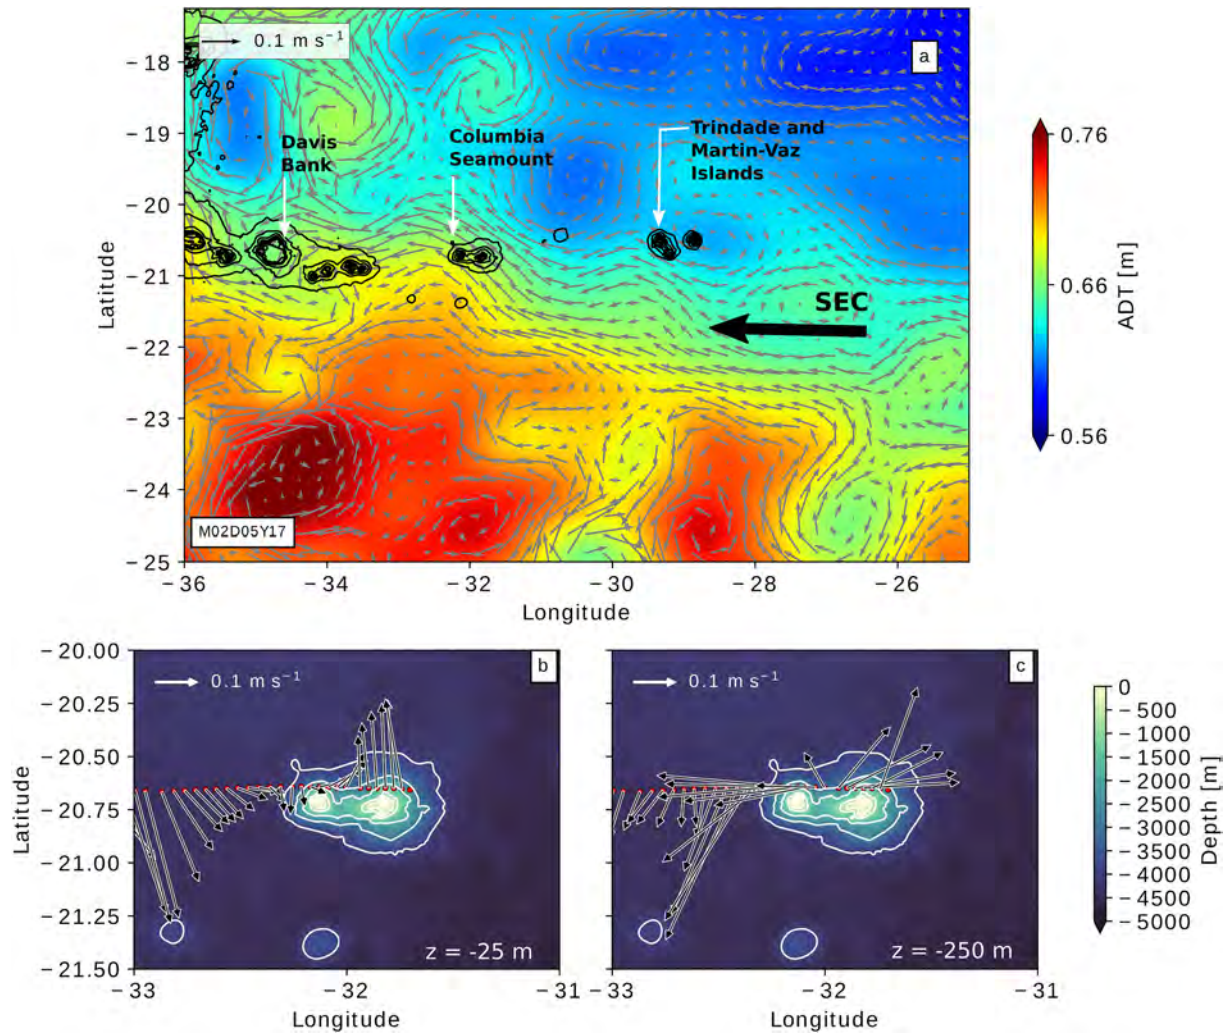 0.1 m s⁻¹
a
Davis
Bank
Columbia
Seamount
Trindade and
Martin-Vaz
Islands
SEC
M02D05Y17
−18
−19
−20
−21
−22
−23
−24
−25
Latitude
−36
−34
−32
−30
−28
−26
Longitude
0.76
0.66
0.56
ADT [m]
0.1 m s⁻¹
b
z = -25 m
−20.00
−20.25
−20.50
−20.75
−21.00
−21.25
−21.50
Latitude
−33
−32
−31
Longitude
0.1 m s⁻¹
c
z = -250 m
−33
−32
−31
Longitude
0
−500
−1000
−1500
−2000
−2500
−3000
−3500
−4000
−4500
−5000
Depth [m]